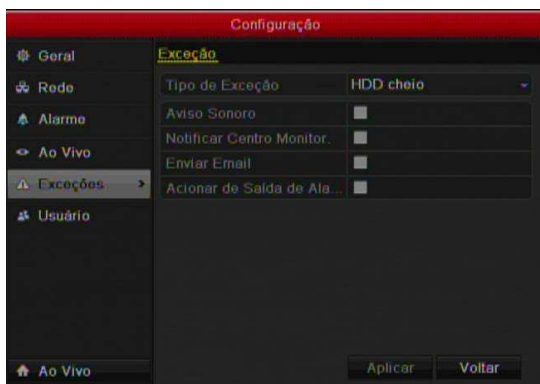 Configuração
Geral
Rede
Alarme
Ao Vivo
Exceções
Usuário
Ao Vivo
Exceção
Tipo de Exceção HDD cheio
Aviso Sonoro
Notificar Centro Monitor.
Enviar Email
Acionar de Saída de Ala...
Aplicar Voltar